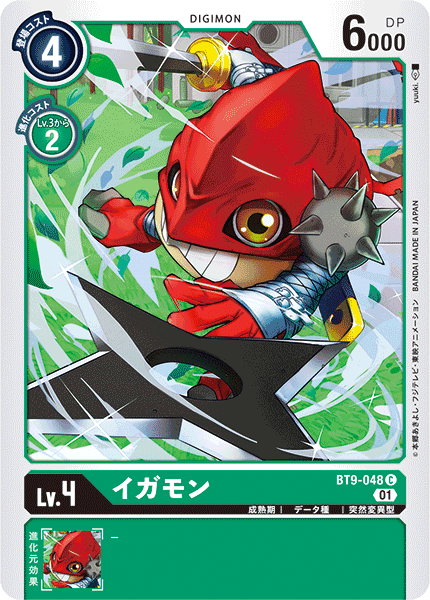 登場コスト
4
DIGIMON
6000
DP
進化コスト
Lv.3から
2
yuuki.
©本郷あきよし・フジテレビ・東映アニメーション BANDAI MADE IN JAPAN
Lv.4
イガモン
BT9-048 C
01
成熟期 | データ種 | 突然変異型
進化元効果
－